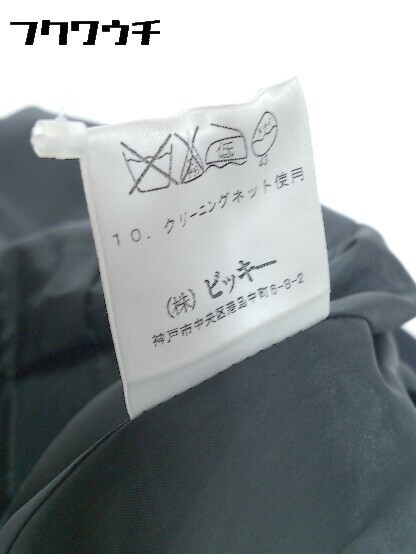 フクワウチ
低
10. クリーニングネット使用
(株) ビッキー
神戸市中央区港島中町6-8-2